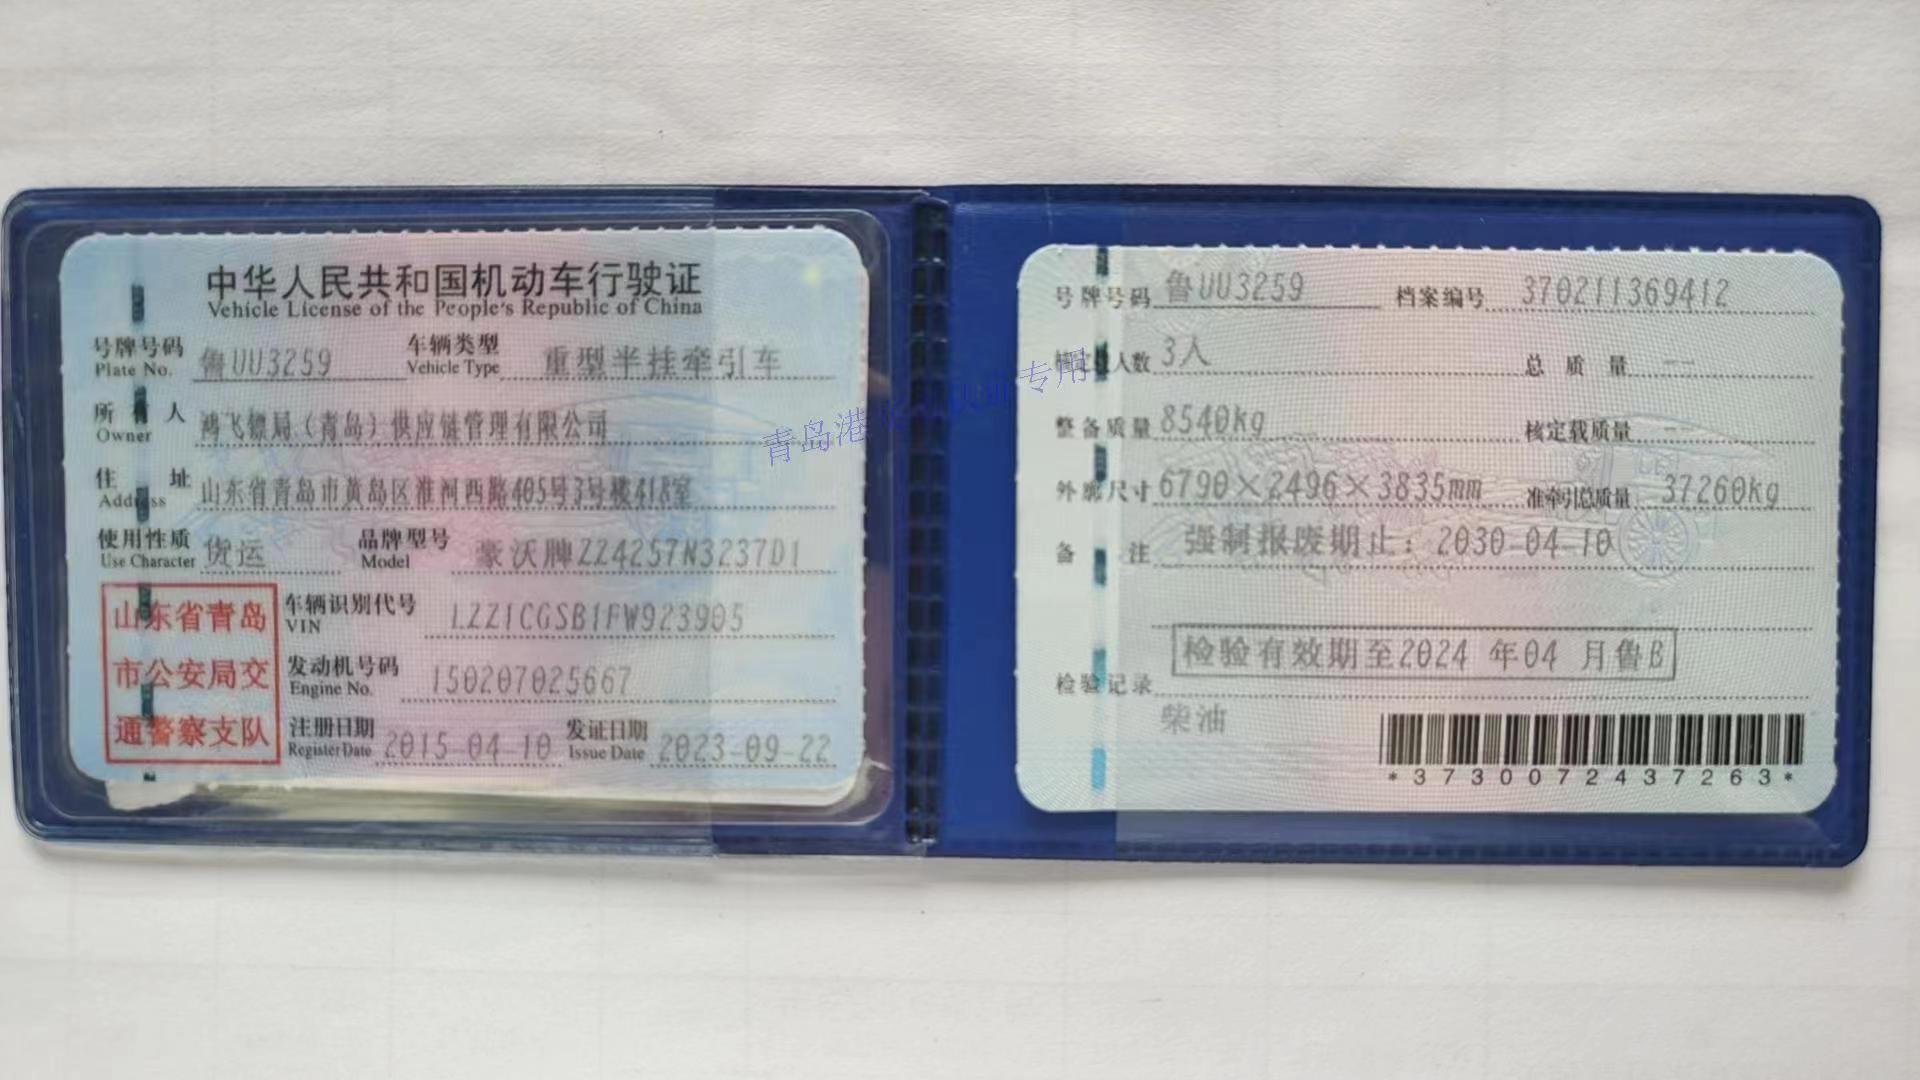 中华人民共和国机动车行驶证
Vehicle License of the People's Republic of China
号牌号码 鲁UU3259 车辆类型 重型半挂牵引车
Plate No. Vehicle Type
所有人 鸿飞镖局（青岛）供应链管理有限公司
Owner
住址 山东省青岛市黄岛区淮河西路405号3号楼418室
Address
使用性质 货运 品牌型号 豪沃牌ZZ4257N3237D1
Use Character Model
山东省青岛
市公安局交
通警察支队
车辆识别代号 LZZ1CGSB1FW923905
VIN
发动机号码 150207025667
Engine No.
注册日期 2015-04-10 发证日期 2023-09-22
Register Date Issue Date
青岛港
专用
号牌号码 鲁UU3259 档案编号 370211369412
核定载人数 3人 总质量 --
整备质量 8540kg 核定载质量 --
外廓尺寸 6790×2496×3835mm 准牵引总质量 37260kg
备注 强制报废期止：2030-04-10
检验有效期至2024 年04 月鲁B
检验记录
柴油
*3730072437263*